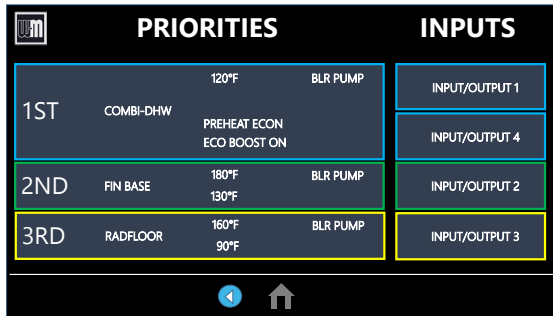 wm PRIORITIES INPUTS
120°F BLR PUMP INPUT/OUTPUT 1
1ST COMBI-DHW
PREHEAT ECON INPUT/OUTPUT 4
ECO BOOST ON
2ND FIN BASE 180°F BLR PUMP INPUT/OUTPUT 2
130°F
3RD RADFLOOR 160°F BLR PUMP INPUT/OUTPUT 3
90°F